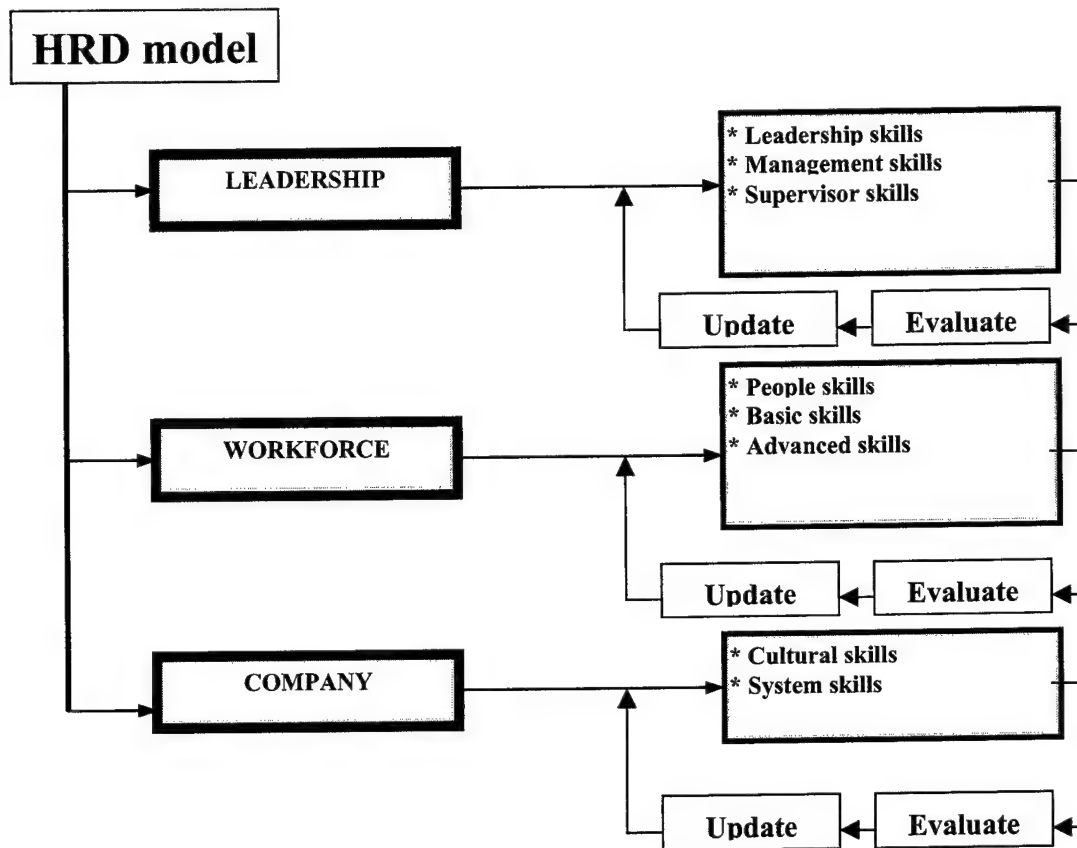 HRD model
LEADERSHIP
* Leadership skills
* Management skills
* Supervisor skills
Update
Evaluate
WORKFORCE
* People skills
* Basic skills
* Advanced skills
Update
Evaluate
COMPANY
* Cultural skills
* System skills
Update
Evaluate